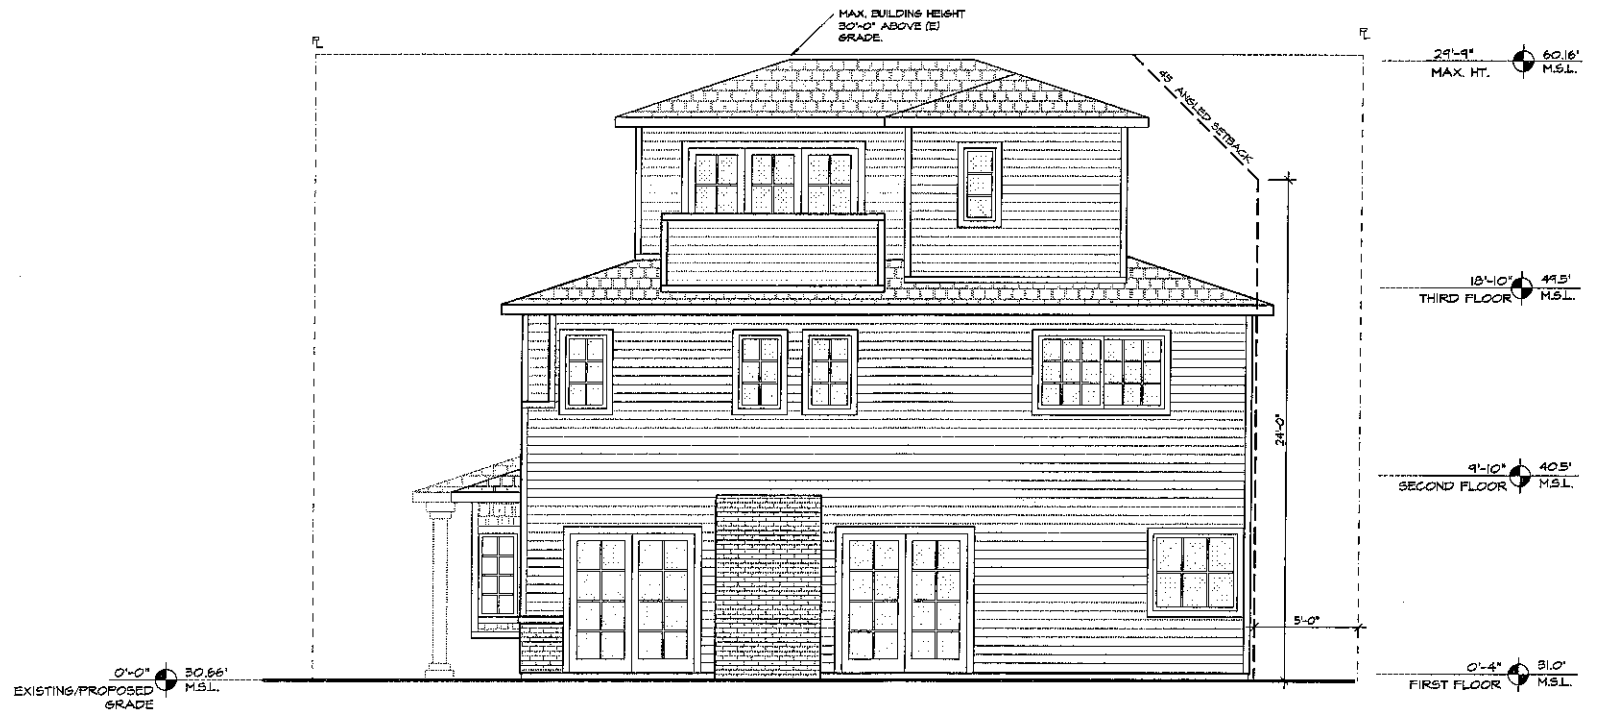 MAX. BUILDING HEIGHT
30'-0" ABOVE (E)
GRADE.
PL
PL
29'-9" 60.16'
MAX. HT. M.S.L.
45 ANGLED SETBACK
18'-10" 49.5'
THIRD FLOOR M.S.L.
24'-0"
9'-10" 40.5'
SECOND FLOOR M.S.L.
5'-0"
0'-0" 30.66'
EXISTING/PROPOSED M.S.L.
GRADE
0'-4" 31.0'
FIRST FLOOR M.S.L.